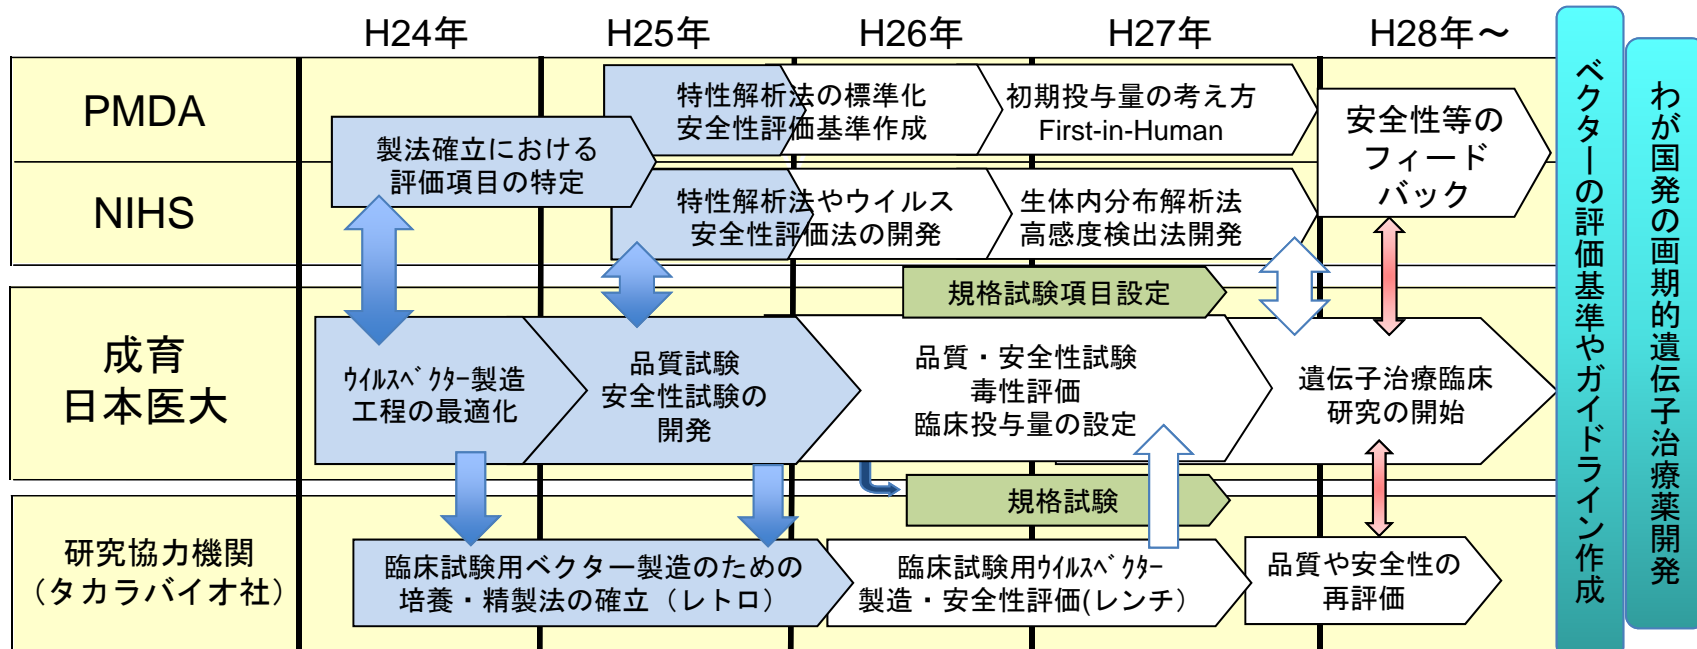 H24年
H25年
H26年
H27年
H28年～
PMDA
NIHS
製法確立における
評価項目の特定
特性解析法の標準化
安全性評価基準作成
初期投与量の考え方
First-in-Human
特性解析法やウイルス
安全性評価法の開発
生体内分布解析法
高感度検出法開発
安全性等の
フィード
バック
成育
日本医大
規格試験項目設定
ｳｲﾙｽﾍﾞｸﾀｰ製造
工程の最適化
品質試験
安全性試験の
開発
品質・安全性試験
毒性評価
臨床投与量の設定
遺伝子治療臨床
研究の開始
規格試験
研究協力機関
（タカラバイオ社）
臨床試験用ベクター製造のための
培養・精製法の確立（レトロ）
臨床試験用ｳｲﾙｽﾍﾞｸﾀｰ
製造・安全性評価(レンチ）
品質や安全性の
再評価
ベクターの評価基準やガイドライン作成
わが国発の画期的遺伝子治療薬開発